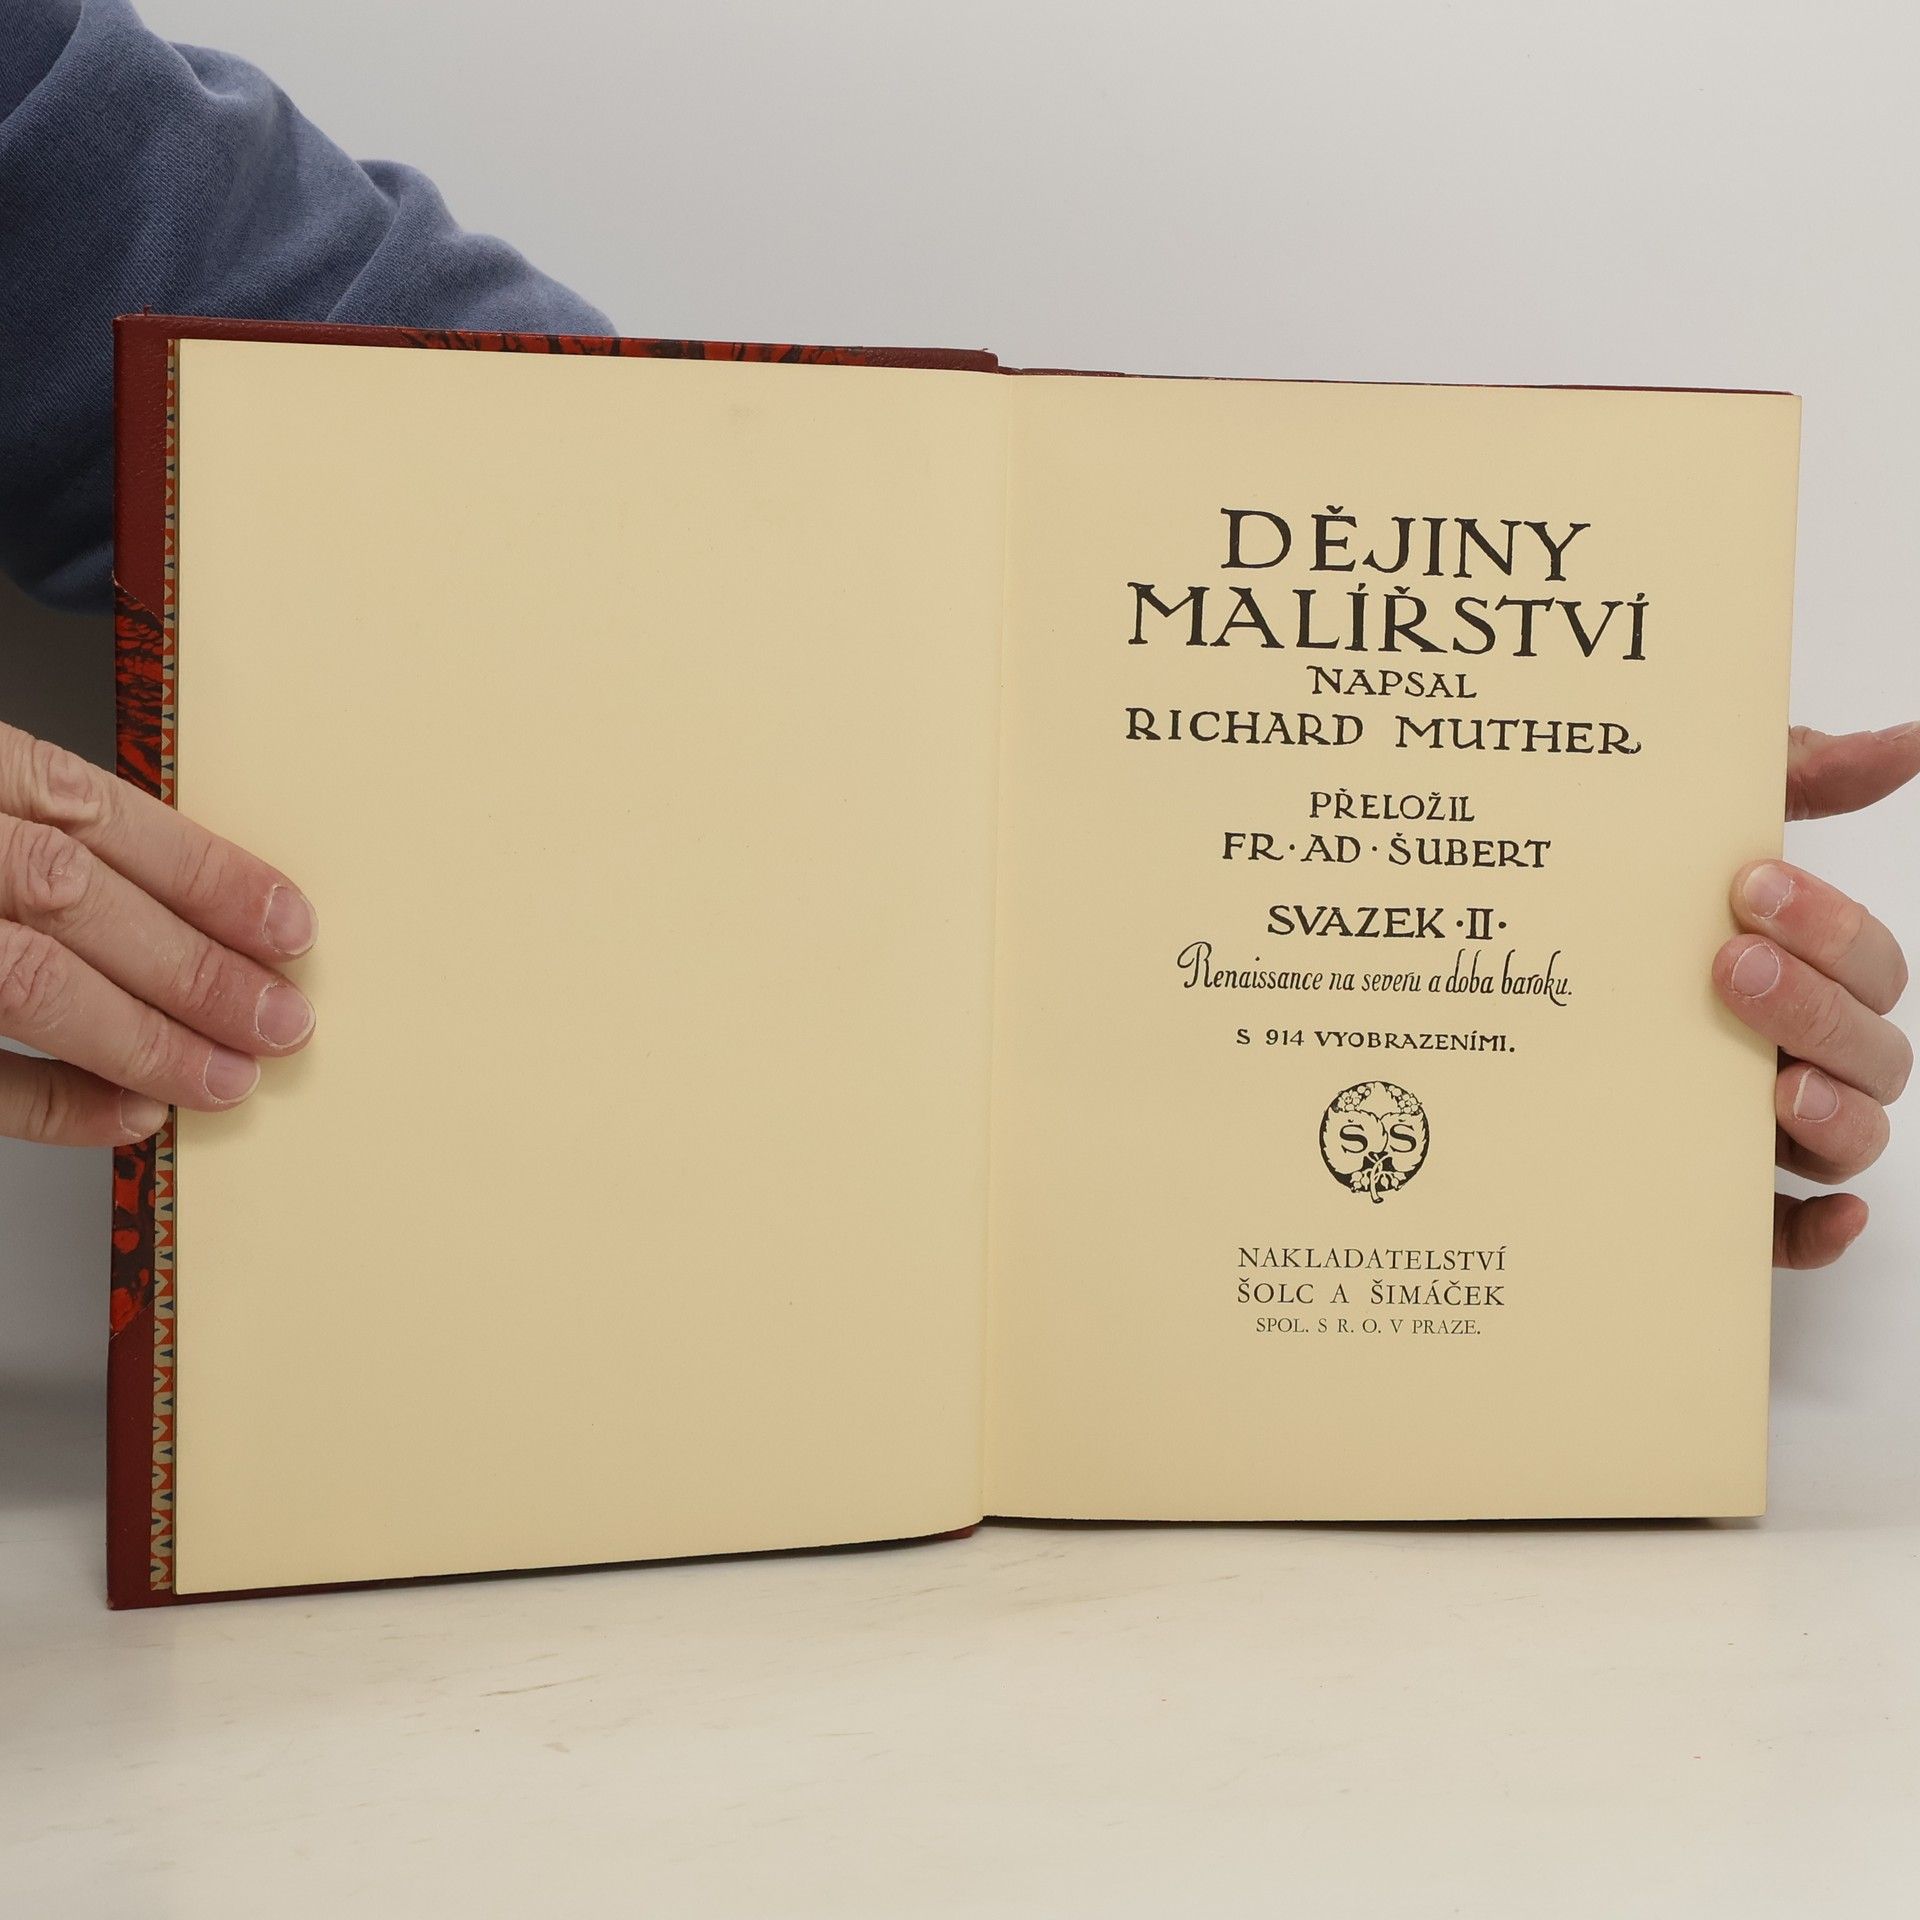 DĚJINY
MALÍŘSTVÍ
NAPSAL
RICHARD MUTHER
PŘELOŽIL
FR·AD·ŠUBERT
SVAZEK·II·
Renaissance na severu a doba baroku.
S 914 VYOBRAZENÍMI.
Š Š
NAKLADATELSTVÍ
ŠOLC A ŠIMÁČEK
SPOL. S R. O. V PRAZE.